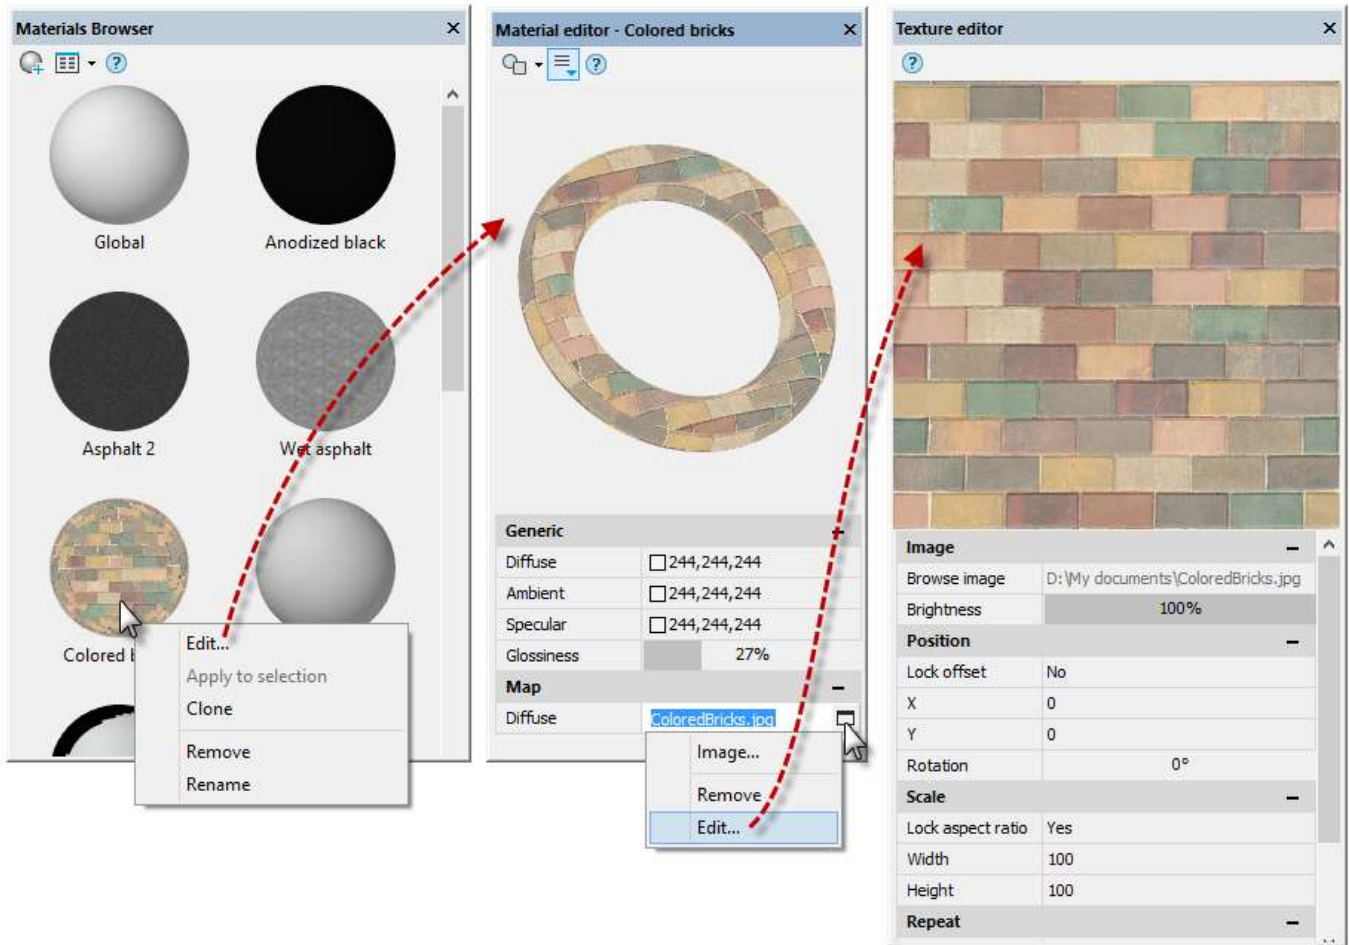 Materials Browser
Global
Anodized black
Asphalt 2
Wet asphalt
Colored
Edit...
Apply to selection
Clone
Remove
Rename
Material editor - Colored bricks
Generic
Diffuse 244,244,244
Ambient 244,244,244
Specular 244,244,244
Glossiness 27%
Map
Diffuse ColoredBricks.jpg
Image...
Remove
Edit...
Texture editor
Image
Browse image D:\My documents\ColoredBricks.jpg
Brightness 100%
Position
Lock offset No
X 0
Y 0
Rotation 0°
Scale
Lock aspect ratio Yes
Width 100
Height 100
Repeat